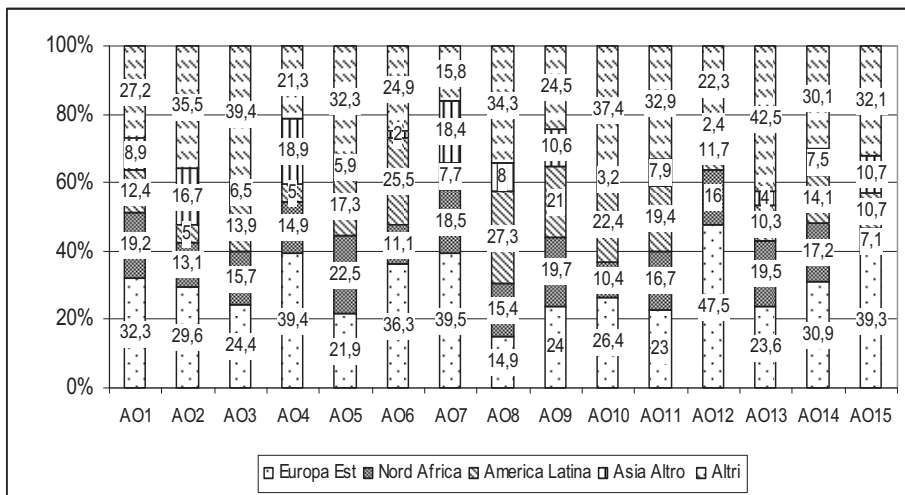 100%
15,8
21,3 22,3
27,2 24,9 24,5
35,5 39,4 32,3 34,3 37,4 32,9 42,5 30,1 32,1
80%
2 18,4 2,4
8,9 18,9 10,6 7,5
16,7 5,9 7,7 8 3,2 7,9 11,7 4 10,7
60%
12,4 6,5 5 25,5 21 16 14,1 10,7
5 13,9 17,3 27,3 22,4 19,4 10,3
19,2 13,1 14,9 11,1 18,5 7,1
40%
15,7 22,5 19,7 10,4 16,7 19,5 17,2
32,3 29,6 24,4 39,4 21,9 36,3 39,5 15,4 24 26,4 23 47,5 23,6 30,9 39,3
20%
14,9
0%
AO1 AO2 AO3 AO4 AO5 AO6 AO7 AO8 AO9 AO10 AO11 AO12 AO13 AO14 AO15
Europa Est Nord Africa America Latina Asia Altro Altri